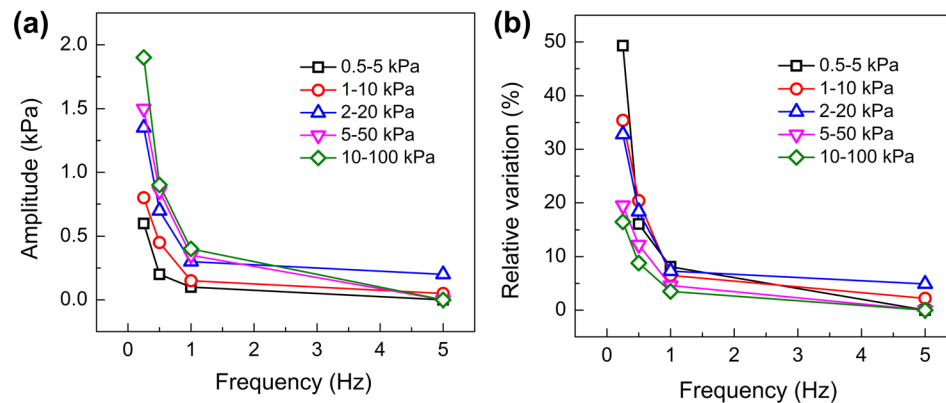 (a)
Amplitude (kPa)
2.0
1.5
1.0
0.5
0.0
0.5-5 kPa
1-10 kPa
2-20 kPa
5-50 kPa
10-100 kPa
0 1 2 3 4 5
Frequency (Hz)
(b)
Relative variation (%)
50
40
30
20
10
0
0.5-5 kPa
1-10 kPa
2-20 kPa
5-50 kPa
10-100 kPa
0 1 2 3 4 5
Frequency (Hz)